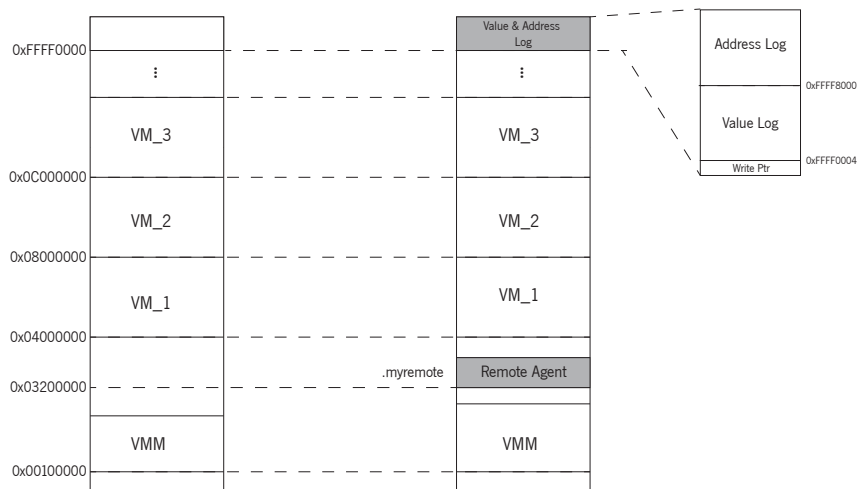 0xFFFF0000
⋮
VM_3
0x0C000000
VM_2
0x08000000
VM_1
0x04000000
0x03200000
VMM
0x00100000
Value & Address
Log
⋮
VM_3
VM_2
VM_1
.myremote
Remote Agent
VMM
Address Log
0xFFFF8000
Value Log
0xFFFF0004
Write Ptr